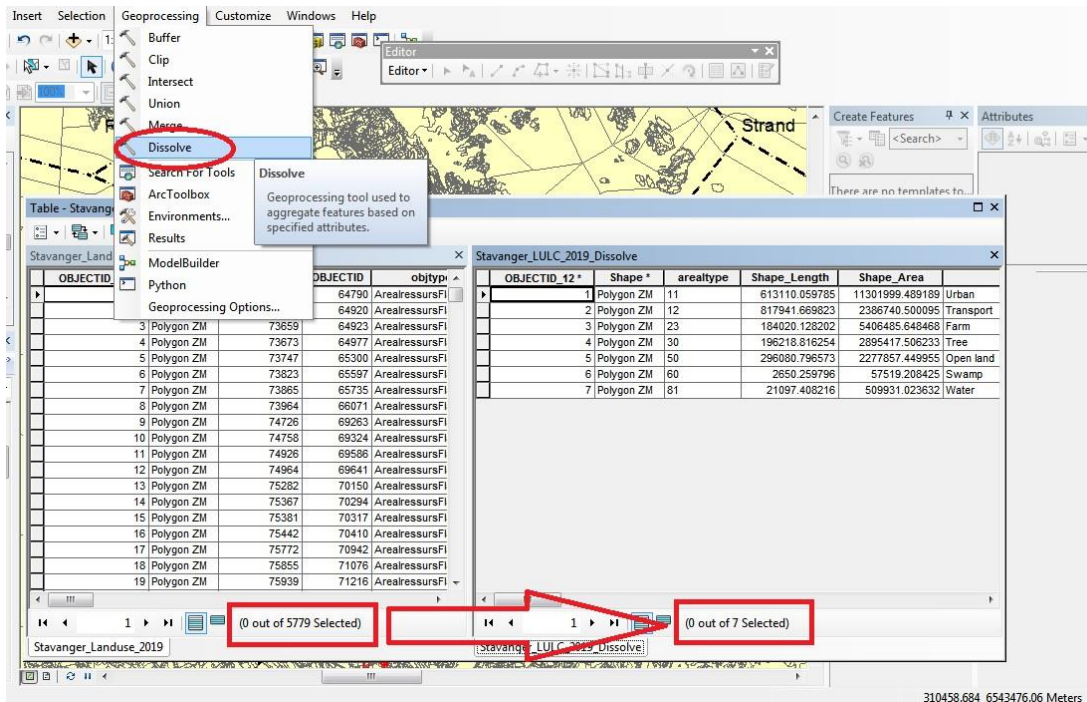 Insert Selection Geoprocessing Customize Windows Help
Buffer
Clip
Intersect
Union
Merge
Dissolve
Search For Tools
ArcToolbox
Environments...
Results
ModelBuilder
Python
Geoprocessing Options...
Dissolve
Geoprocessing tool used to
aggregate features based on
specified attributes.
Editor
Editor
100%
Strand
Create Features
<Search>
There are no templates to...
Attributes
Table - Stavang
Stavanger_Land
OBJECTID_ OBJECTID objtyp
64790 ArealressursFl
64920 ArealressursFl
3 Polygon ZM 73659 64923 ArealressursFl
4 Polygon ZM 73673 64977 ArealressursFl
5 Polygon ZM 73747 65300 ArealressursFl
6 Polygon ZM 73823 65597 ArealressursFl
7 Polygon ZM 73865 65735 ArealressursFl
8 Polygon ZM 73964 66071 ArealressursFl
9 Polygon ZM 74726 69263 ArealressursFl
10 Polygon ZM 74758 69324 ArealressursFl
11 Polygon ZM 74926 69586 ArealressursFl
12 Polygon ZM 74964 69641 ArealressursFl
13 Polygon ZM 75282 70150 ArealressursFl
14 Polygon ZM 75367 70294 ArealressursFl
15 Polygon ZM 75381 70317 ArealressursFl
16 Polygon ZM 75442 70410 ArealressursFl
17 Polygon ZM 75772 70942 ArealressursFl
18 Polygon ZM 75855 71076 ArealressursFl
19 Polygon ZM 75939 71216 ArealressursFl
1 (0 out of 5779 Selected)
Stavanger_Landuse_2019
Stavanger_LULC_2019_Dissolve
OBJECTID_12 * Shape * arealtype Shape_Length Shape_Area
1 Polygon ZM 11 613110.059785 11301999.489189 Urban
2 Polygon ZM 12 817941.669823 2386740.500095 Transport
3 Polygon ZM 23 184020.128202 5406485.648468 Farm
4 Polygon ZM 30 196218.816254 2895417.506233 Tree
5 Polygon ZM 50 296080.796573 2277857.449955 Open land
6 Polygon ZM 60 2650.259796 57519.208425 Swamp
7 Polygon ZM 81 21097.408216 509931.023632 Water
1 (0 out of 7 Selected)
Stavanger_LULC_2019_Dissolve
310458.684 6543476.06 Meters